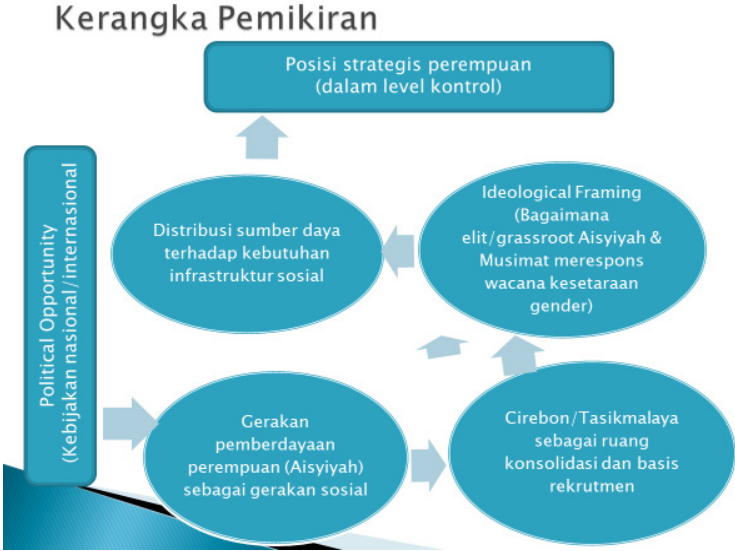 Kerangka Pemikiran
Posisi strategis perempuan
(dalam level kontrol)
Political Opportunity
(Kebijakan nasional/internasional
Distribusi sumber daya
terhadap kebutuhan
infrastruktur sosial
Ideological Framing
(Bagaimana
elit/grassroot Aisyiyah &
Musimat merespons
wacana kesetaraan
gender)
Gerakan
pemberdayaan
perempuan (Aisyiyah)
sebagai gerakan sosial
Cirebon/Tasikmalaya
sebagai ruang
konsolidasi dan basis
rekrutmen